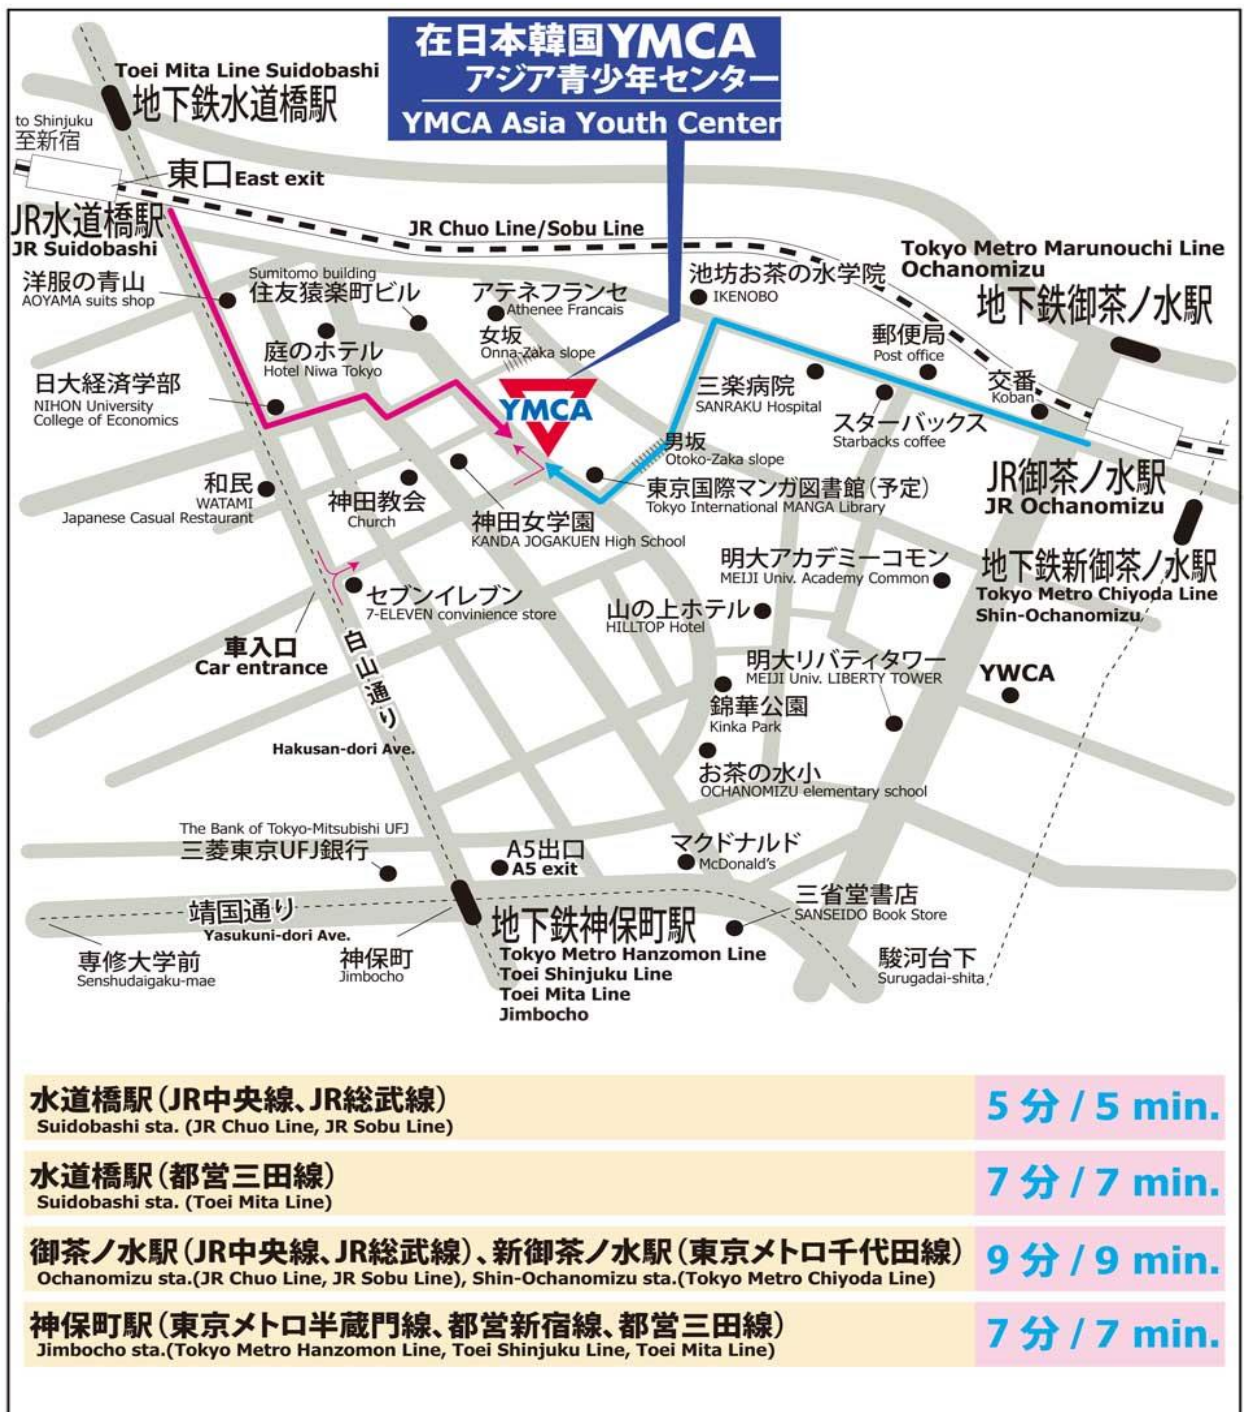 在日本韓国YMCA
アジア青少年センター
YMCA Asia Youth Center
Toei Mita Line Suidobashi
地下鉄水道橋駅
to Shinjuku
至新宿
東口 East exit
JR水道橋駅
JR Suidobashi
JR Chuo Line/Sobu Line
Tokyo Metro Marunouchi Line
Ochanomizu
地下鉄御茶ノ水駅
洋服の青山
AOYAMA suits shop
Sumitomo building
住友猿楽町ビル
アテネフランセ
Athenee Francais
池坊お茶の水学院
IKENOBO
庭のホテル
Hotel Niwa Tokyo
女坂
Onna-Zaka slope
郵便局
Post office
日大経済学部
NIHON University
College of Economics
YMCA
三楽病院
SANRAKU Hospital
交番
Koban
スターバックス
Starbacks coffee
男坂
Otoko-Zaka slope
和民
WATAMI
Japanese Casual Restaurant
神田教会
Church
神田女学園
KANDA JOGAKUEN High School
東京国際マンガ図書館(予定)
Tokyo International MANGA Library
JR御茶ノ水駅
JR Ochanomizu
地下鉄新御茶ノ水駅
Tokyo Metro Chiyoda Line
Shin-Ochanomizu
明大アカデミーコモン
MEIJI Univ. Academy Common
セブンイレブン
7-ELEVEN convinience store
山の上ホテル
HILLTOP Hotel
車入口
Car entrance
白山通り
Hakusan-dori Ave.
明大リバティタワー
MEIJI Univ. LIBERTY TOWER
YWCA
錦華公園
Kinka Park
お茶の水小
OCHANOMIZU elementary school
The Bank of Tokyo-Mitsubishi UFJ
三菱東京UFJ銀行
A5出口
A5 exit
マクドナルド
McDonald's
三省堂書店
SANSEIDO Book Store
靖国通り
Yasukuni-dori Ave.
専修大学前
Senshudaigaku-mae
神保町
Jimbocho
地下鉄神保町駅
Tokyo Metro Hanzomon Line
Toei Shinjuku Line
Toei Mita Line
Jimbocho
駿河台下
Surugadai-shita
水道橋駅(JR中央線、JR総武線)
Suidobashi sta. (JR Chuo Line, JR Sobu Line)
5 分 / 5 min.
水道橋駅(都営三田線)
Suidobashi sta. (Toei Mita Line)
7 分 / 7 min.
御茶ノ水駅(JR中央線、JR総武線)、新御茶ノ水駅(東京メトロ千代田線)
Ochanomizu sta.(JR Chuo Line, JR Sobu Line), Shin-Ochanomizu sta.(Tokyo Metro Chiyoda Line)
9 分 / 9 min.
神保町駅(東京メトロ半蔵門線、都営新宿線、都営三田線)
Jimbocho sta.(Tokyo Metro Hanzomon Line, Toei Shinjuku Line, Toei Mita Line)
7 分 / 7 min.